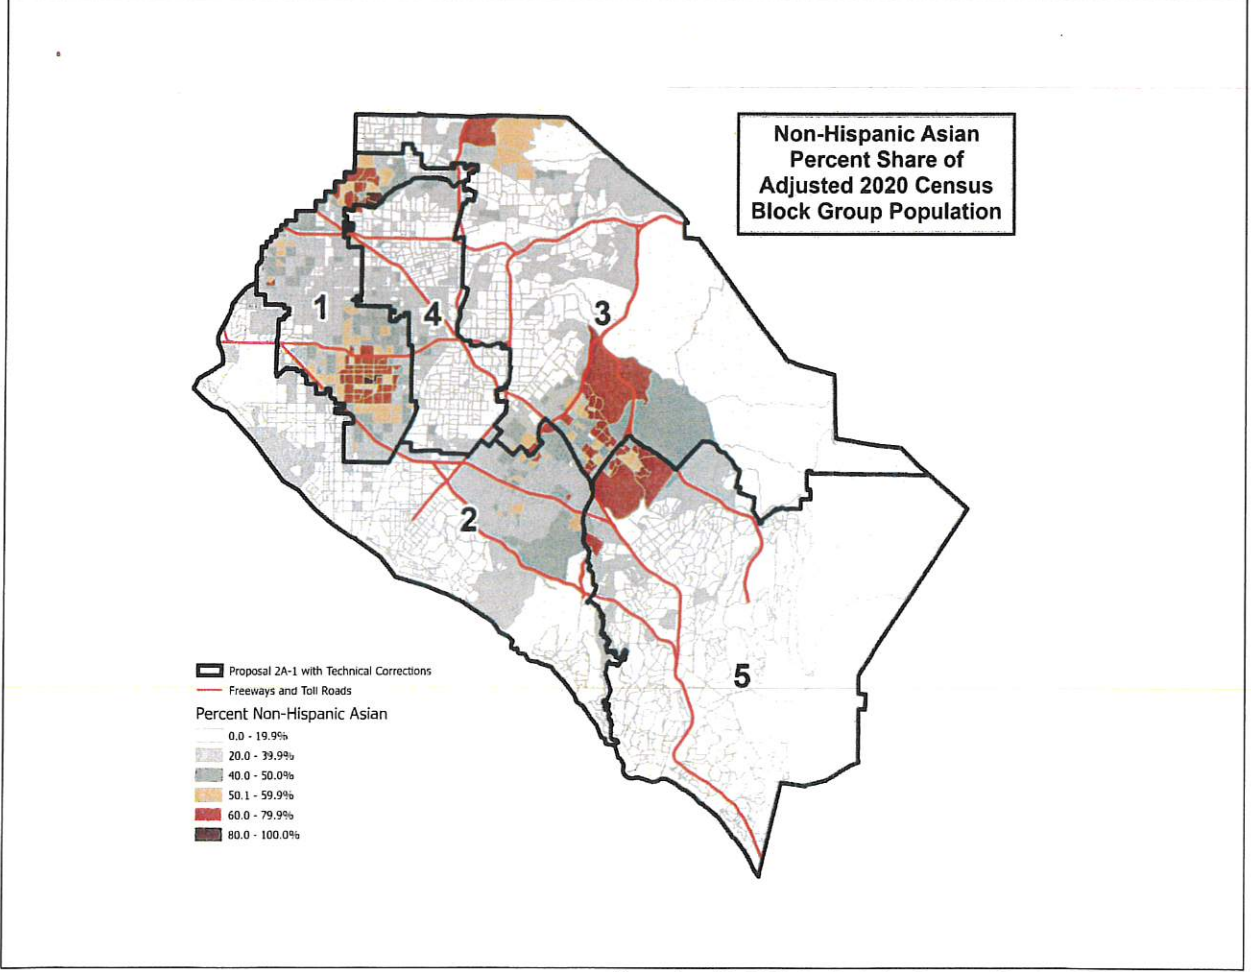 Non-Hispanic Asian
Percent Share of
Adjusted 2020 Census
Block Group Population
1
4
3
2
5
Proposal 2A-1 with Technical Corrections
Freeways and Toll Roads
Percent Non-Hispanic Asian
0.0 - 19.9%
20.0 - 39.9%
40.0 - 50.0%
50.1 - 59.9%
60.0 - 79.9%
80.0 - 100.0%